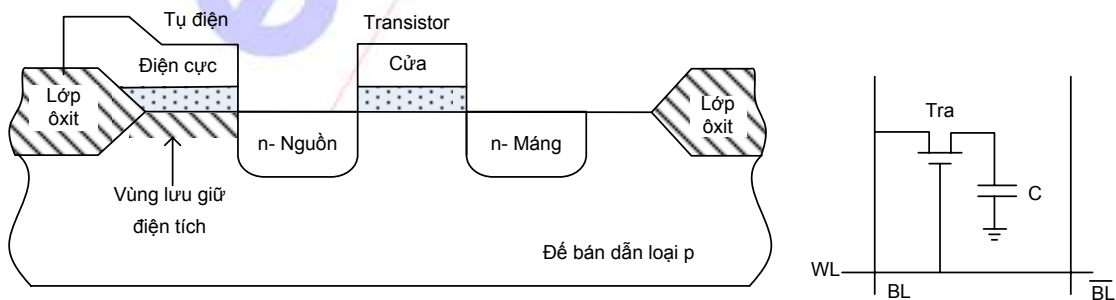 Tụ điện
Transistor
Điện cực
Cửa
Lớp
ôxit
Lớp
ôxit
n- Nguồn
n- Máng
Vùng lưu giữ
điện tích
Đế bán dẫn loại p
Tra
C
WL
BL
BL